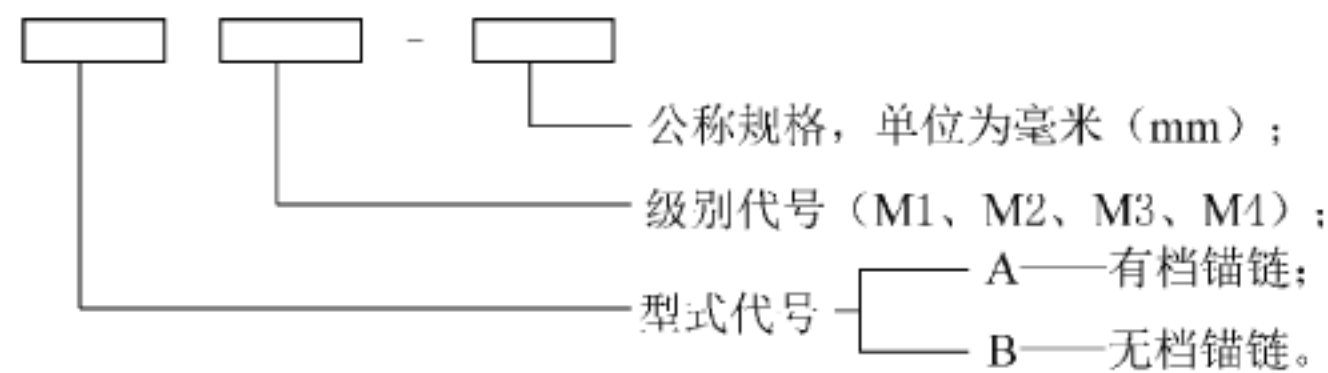 -
公称规格，单位为毫米（mm）；
级别代号（M1、M2、M3、M4）；
A——有档锚链；
型式代号
B——无档锚链。